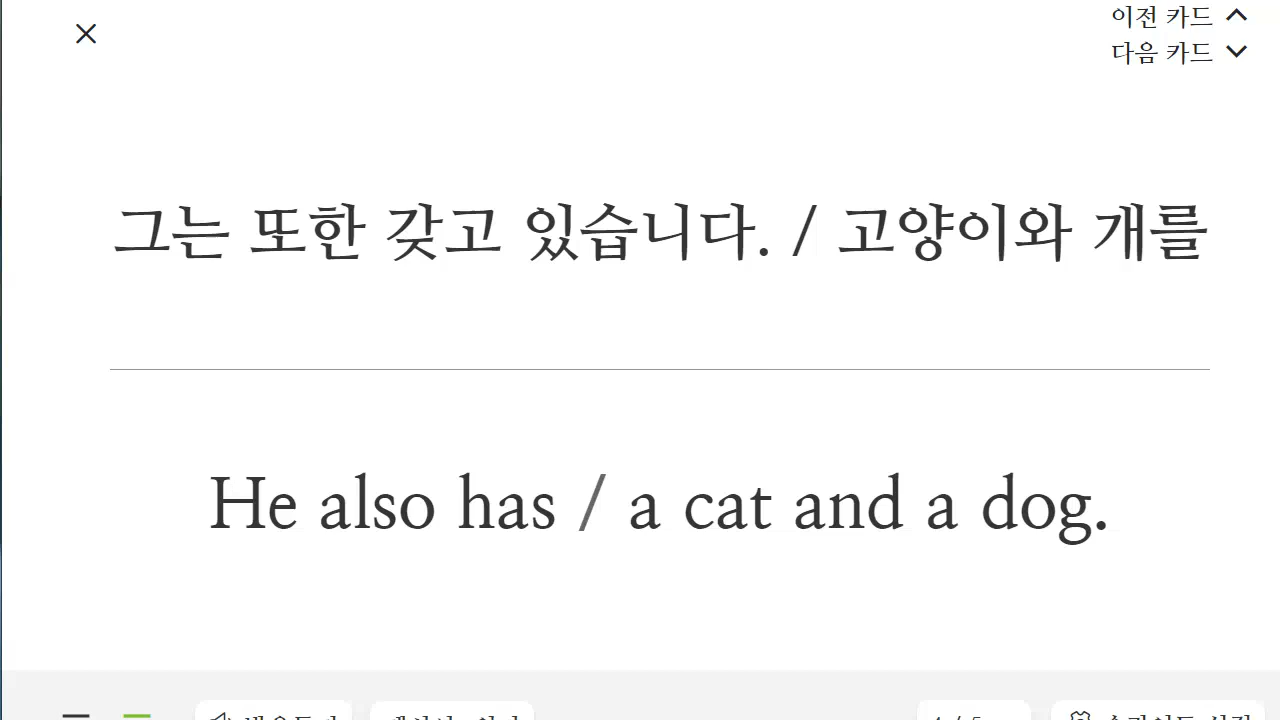 이전 카드
다음 카드
그는 또한 갖고 있습니다. / 고양이와 개를
He also has / a cat and a dog.